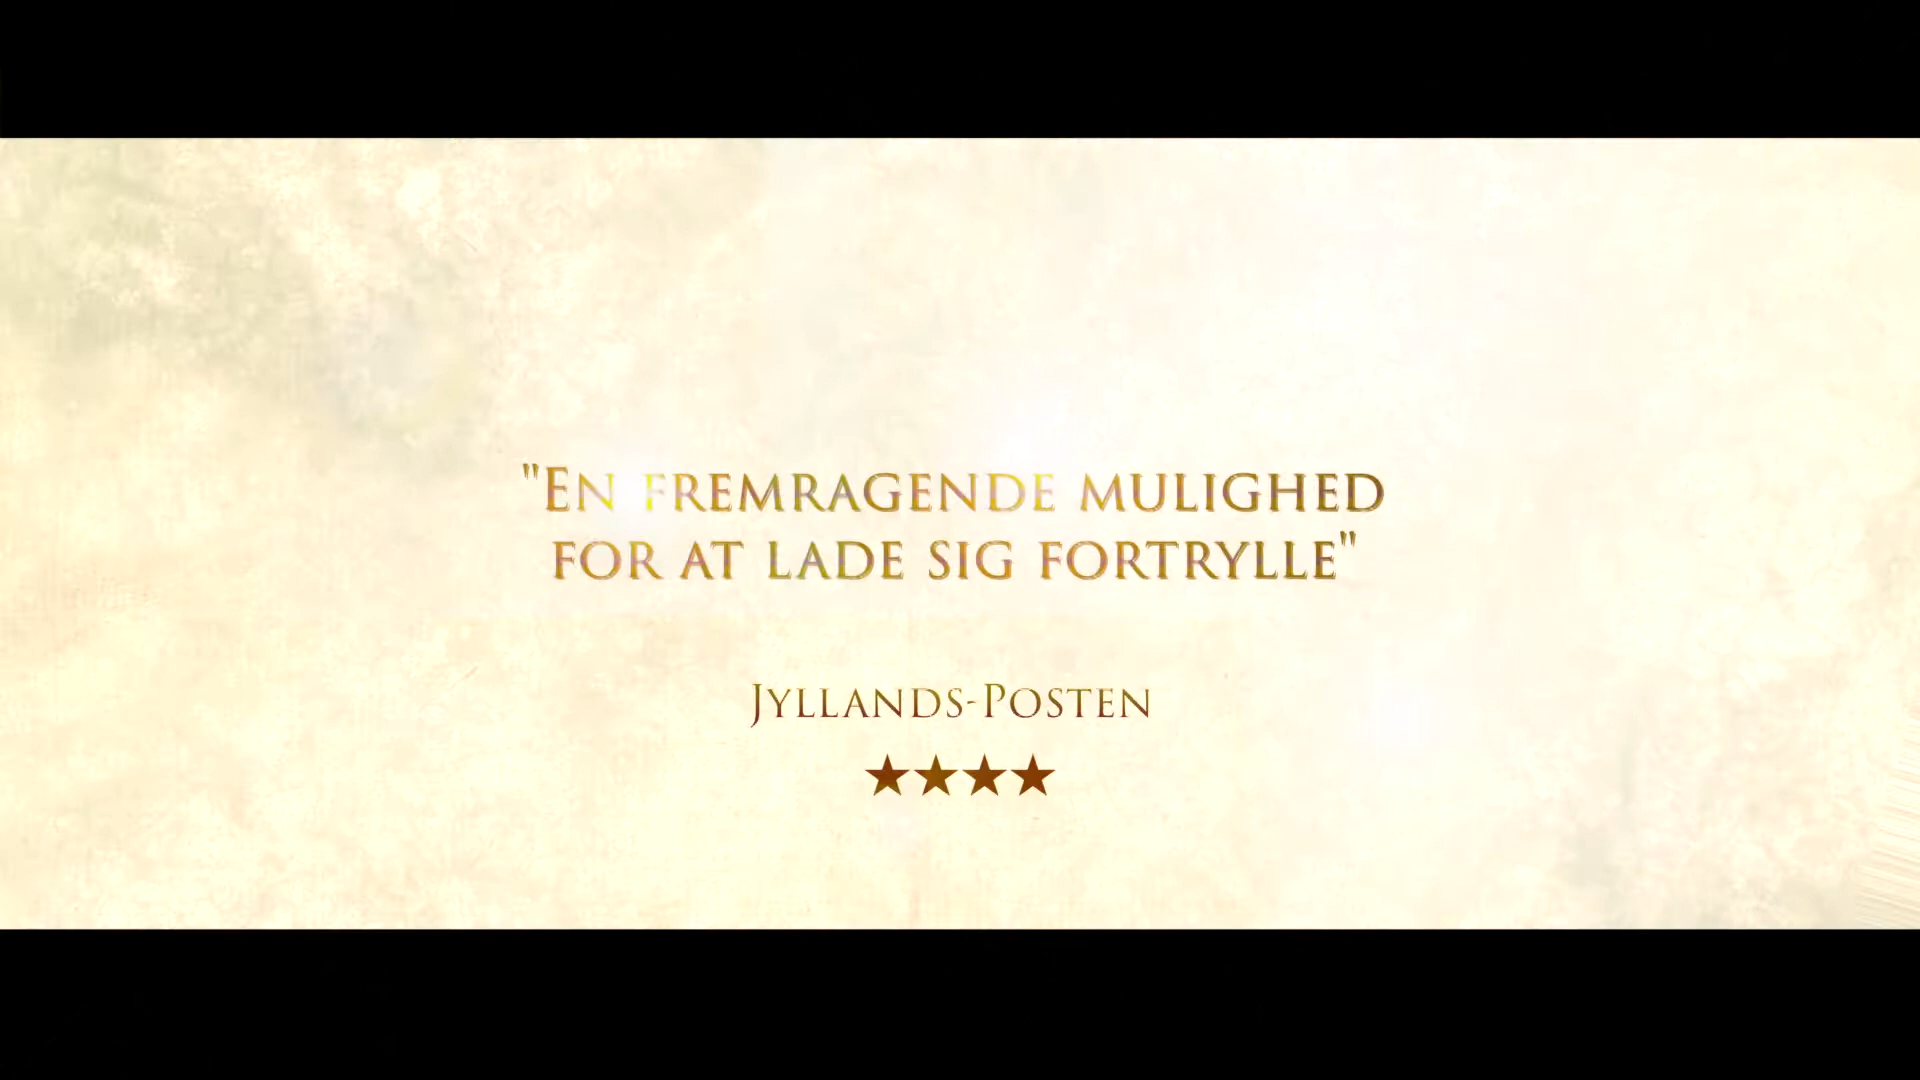 "En fremragende mulighed
for at lade sig fortrylle"
Jyllands-Posten
★★★★